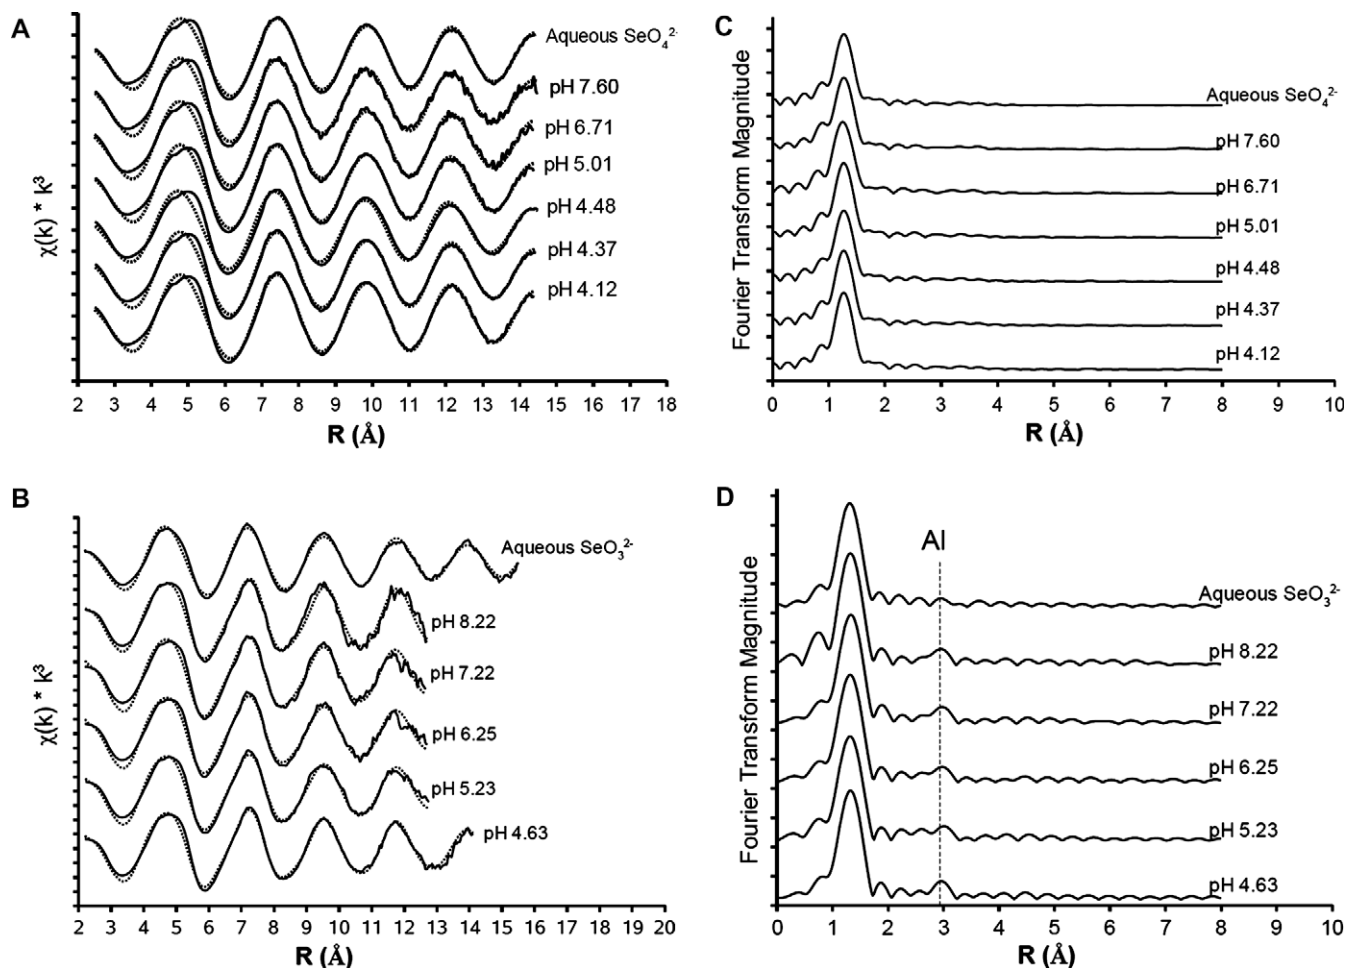 A
χ(k) * k³
Aqueous SeO₄²⁻
pH 7.60
pH 6.71
pH 5.01
pH 4.48
pH 4.37
pH 4.12
2 3 4 5 6 7 8 9 10 11 12 13 14 15 16 17 18
R (Å)
C
Fourier Transform Magnitude
Aqueous SeO₄²⁻
pH 7.60
pH 6.71
pH 5.01
pH 4.48
pH 4.37
pH 4.12
0 1 2 3 4 5 6 7 8 9 10
R (Å)
B
χ(k) * k³
Aqueous SeO₃²⁻
pH 8.22
pH 7.22
pH 6.25
pH 5.23
pH 4.63
2 3 4 5 6 7 8 9 10 11 12 13 14 15 16 17 18 19 20
R (Å)
D
Fourier Transform Magnitude
Al
Aqueous SeO₃²⁻
pH 8.22
pH 7.22
pH 6.25
pH 5.23
pH 4.63
0 1 2 3 4 5 6 7 8 9 10
R (Å)